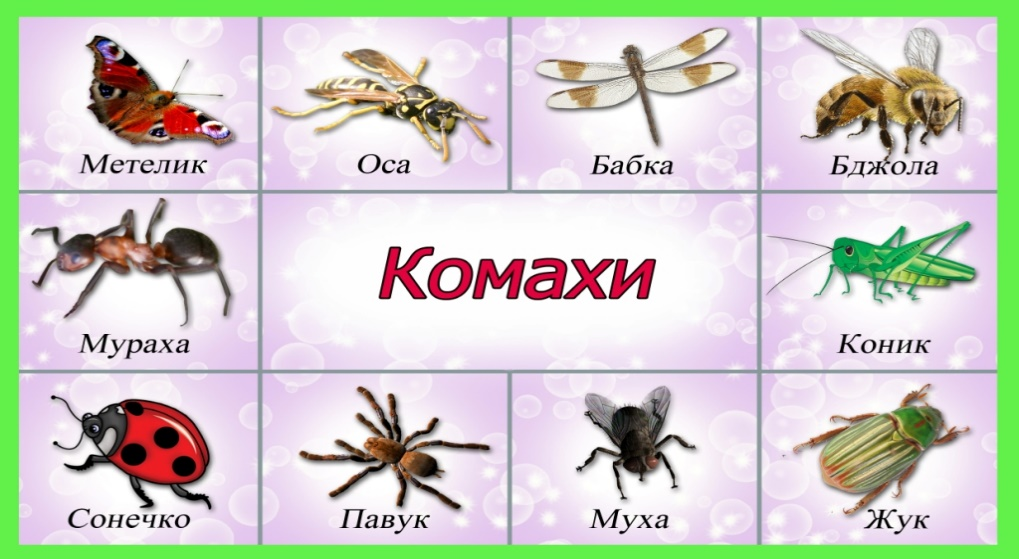 Метелик
Оса
Бабка
Бджола
Мураха
Комахи
Коник
Сонечко
Павук
Муха
Жук